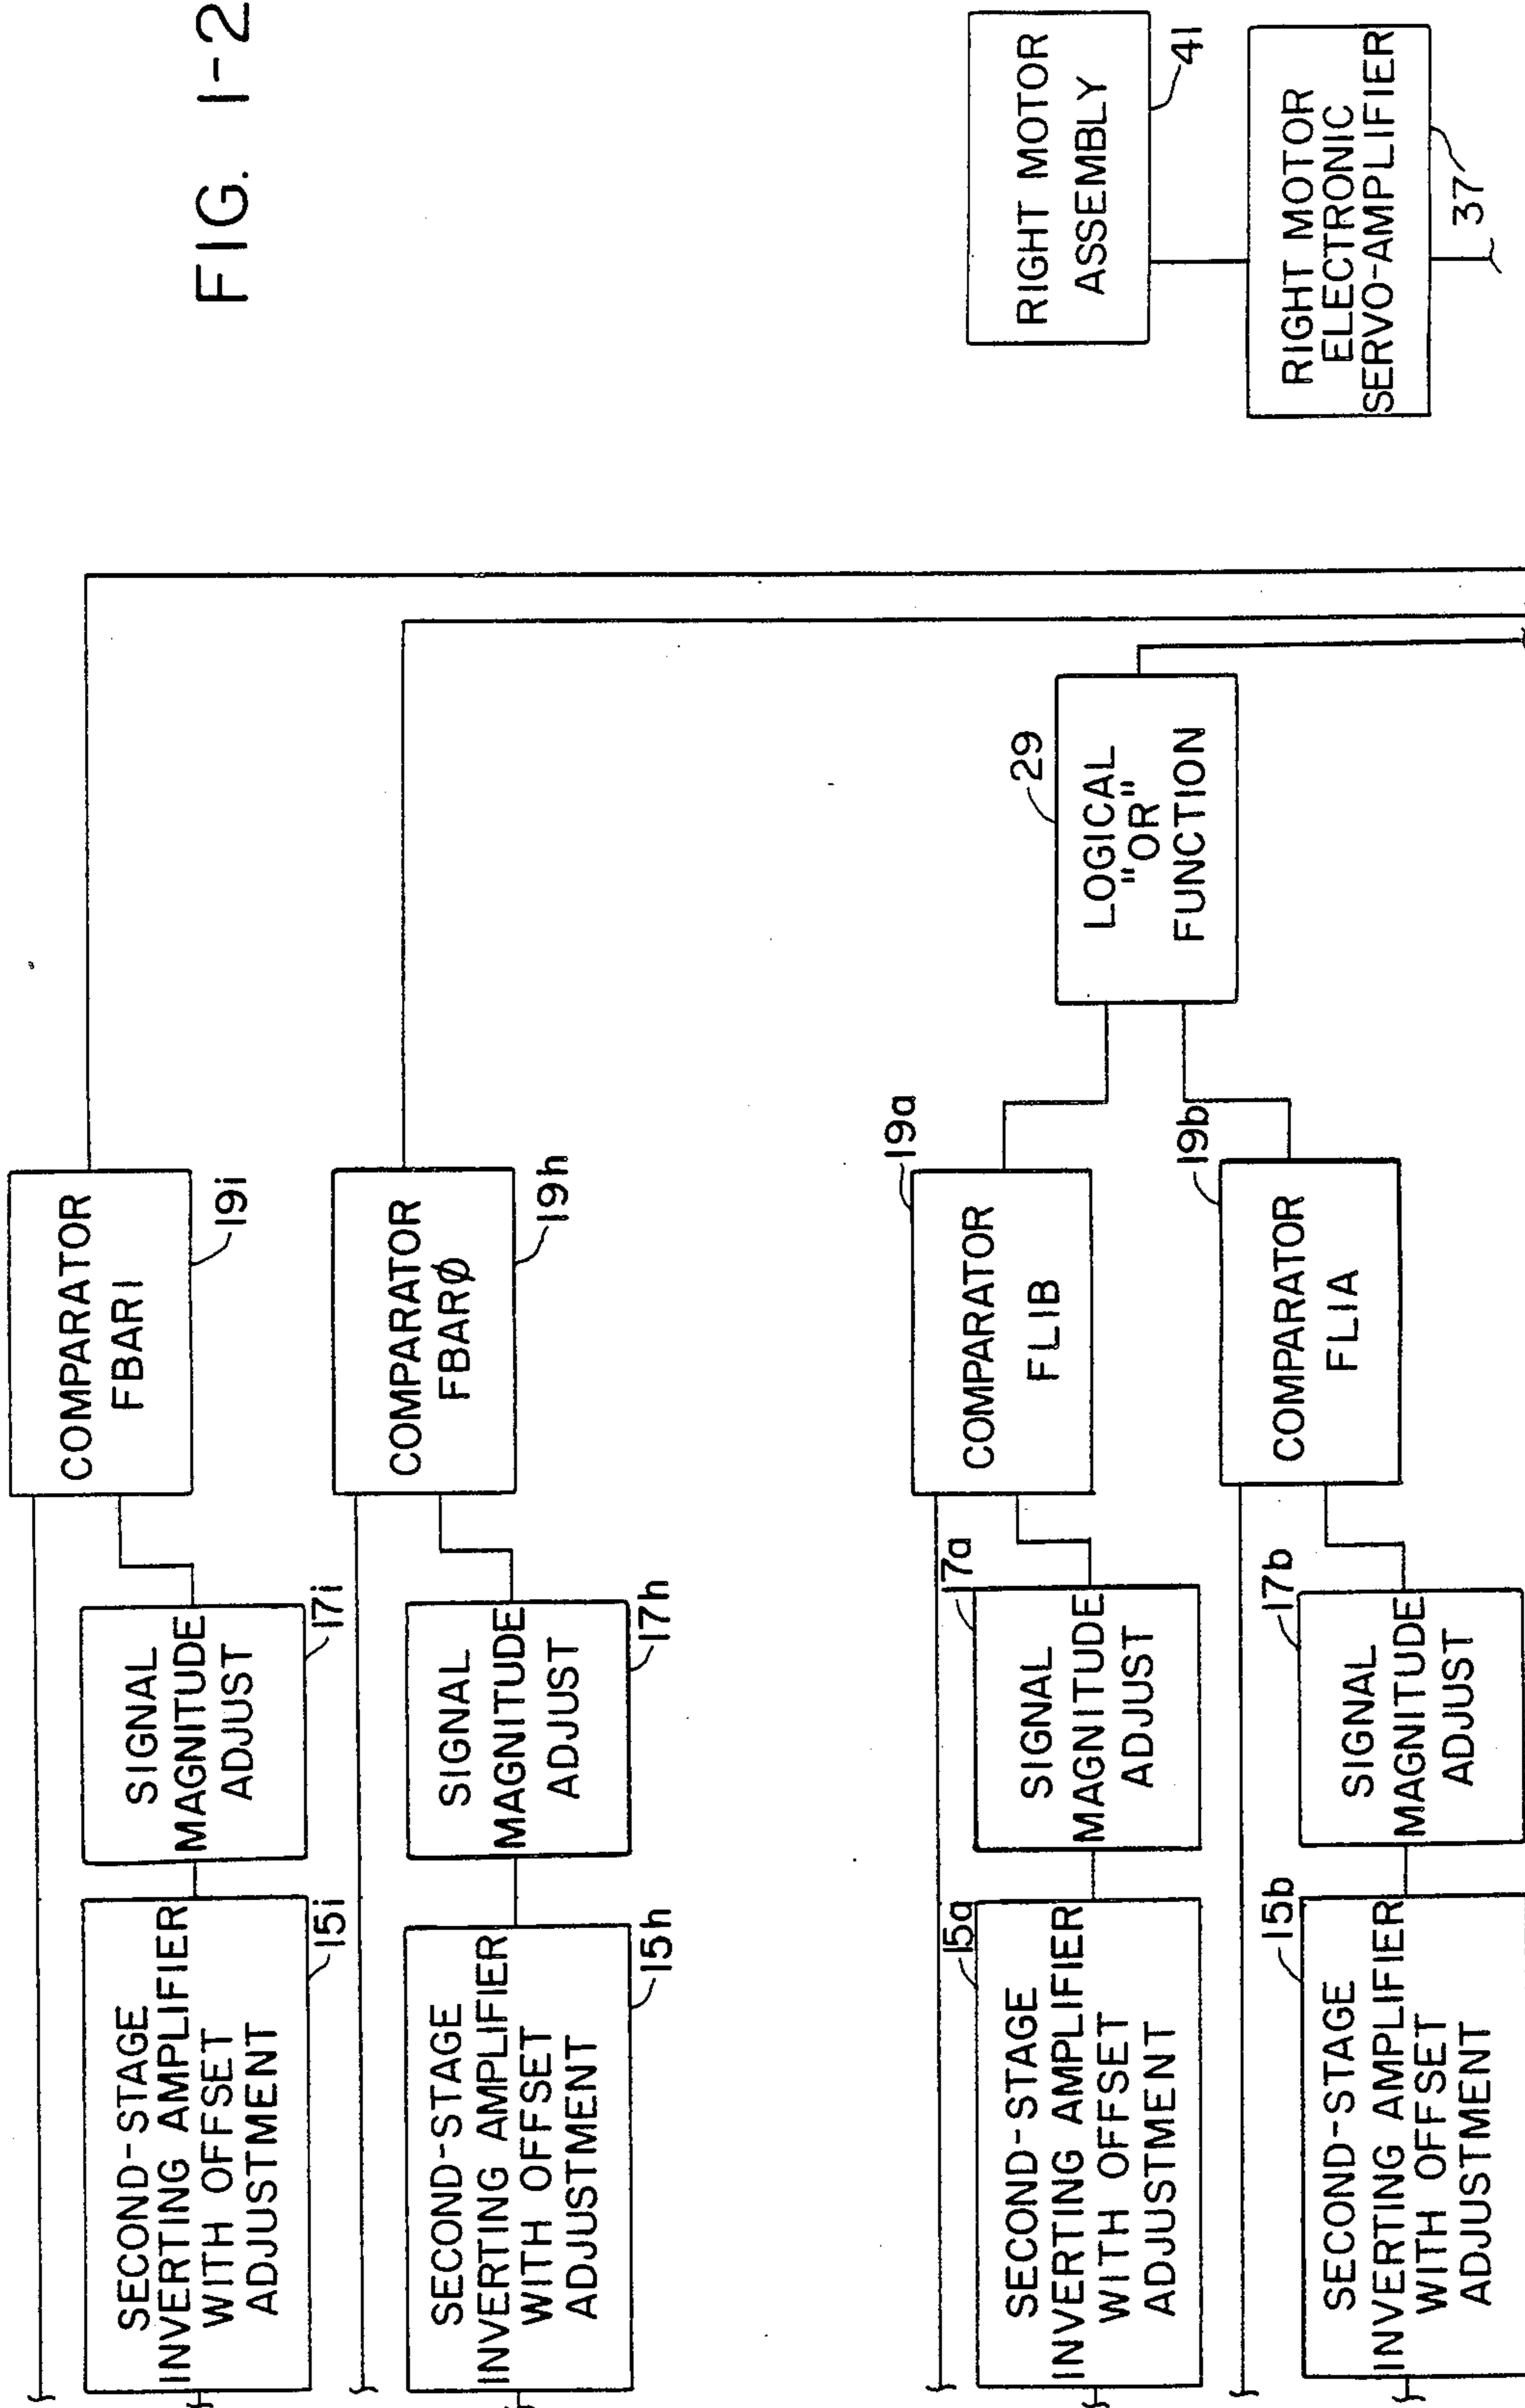 FIG. 1-2
SECOND-STAGE
INVERTING AMPLIFIER
WITH OFFSET
ADJUSTMENT
15i
SIGNAL
MAGNITUDE
ADJUST
17i
COMPARATOR
FBAR1
19i
SECOND-STAGE
INVERTING AMPLIFIER
WITH OFFSET
ADJUSTMENT
15h
SIGNAL
MAGNITUDE
ADJUST
17h
COMPARATOR
FBARØ
19h
SECOND-STAGE
INVERTING AMPLIFIER
WITH OFFSET
ADJUSTMENT
15a
SIGNAL
MAGNITUDE
ADJUST
17a
COMPARATOR
FL1B
19a
SECOND-STAGE
INVERTING AMPLIFIER
WITH OFFSET
ADJUSTMENT
15b
SIGNAL
MAGNITUDE
ADJUST
17b
COMPARATOR
FL1A
19b
LOGICAL
"OR"
FUNCTION
29
RIGHT MOTOR
ASSEMBLY
41
RIGHT MOTOR
ELECTRONIC
SERVO-AMPLIFIER
37